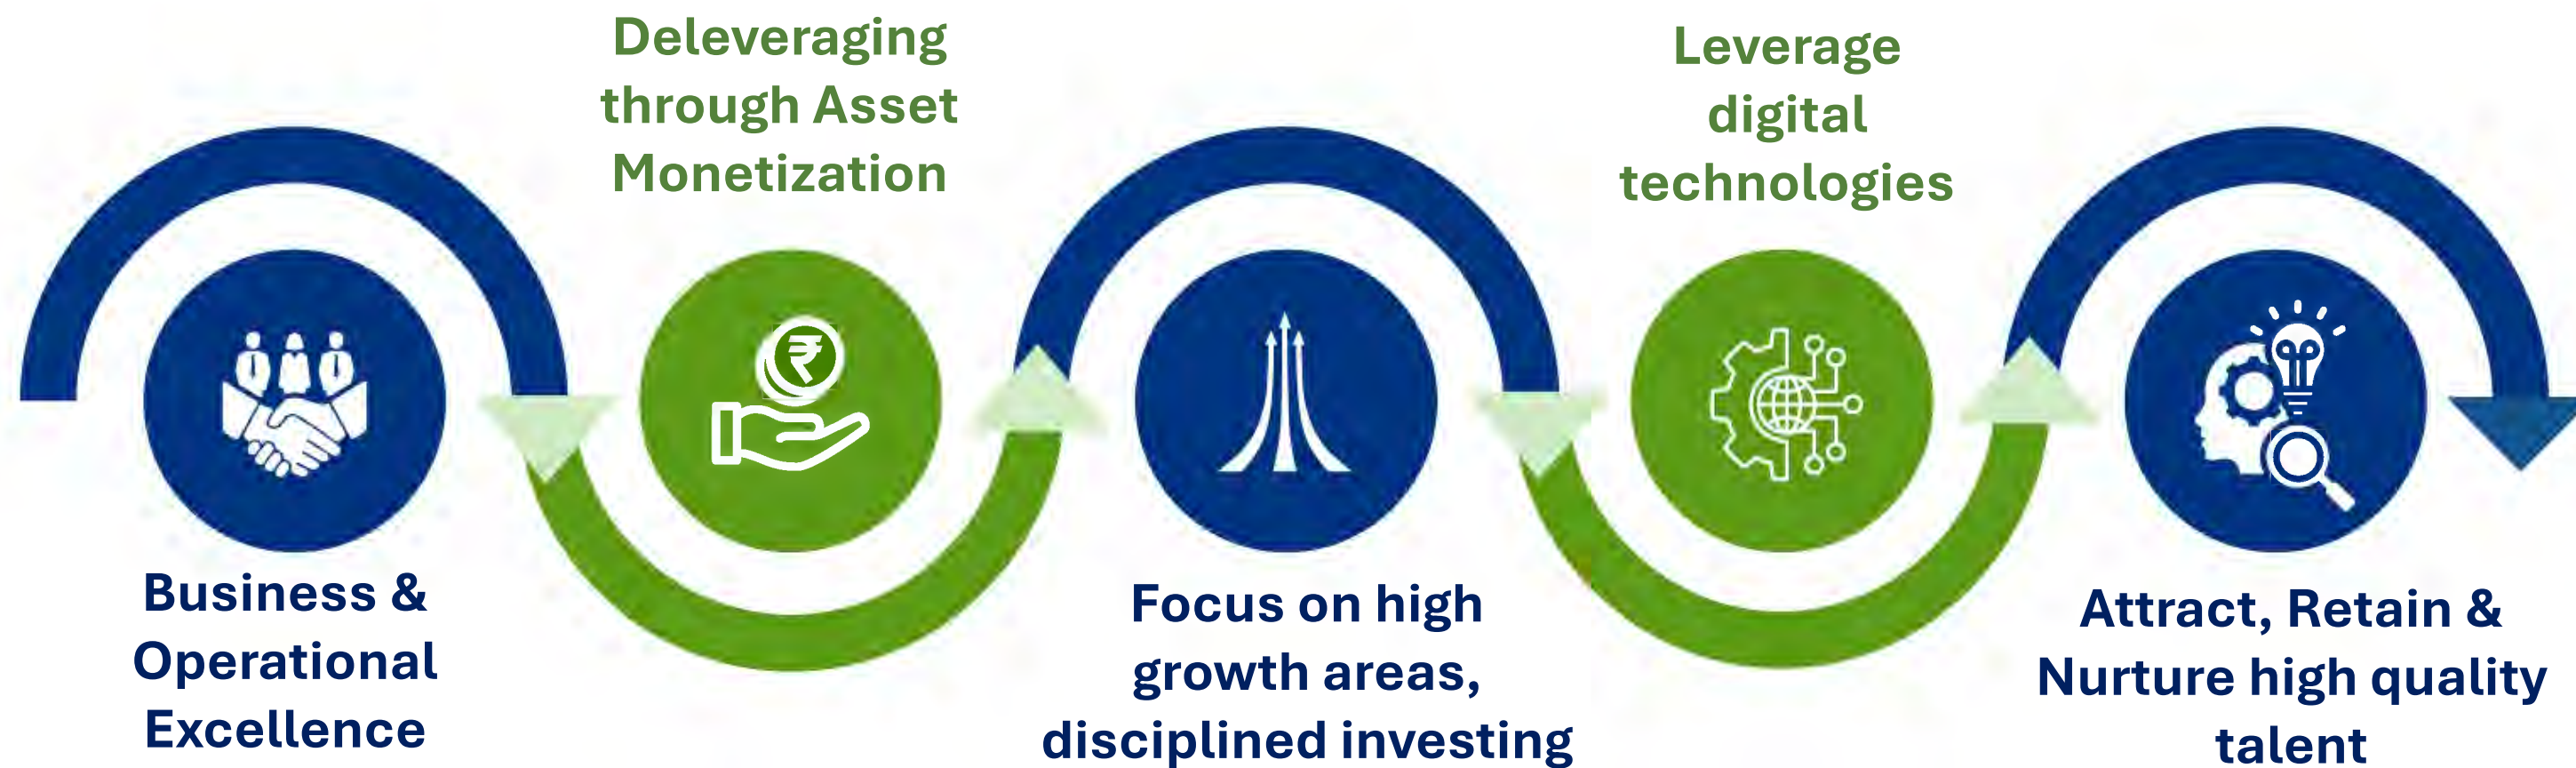 Business &
Operational
Excellence
Deleveraging
through Asset
Monetization
₹
Focus on high
growth areas,
disciplined investing
Leverage
digital
technologies
Attract, Retain &
Nurture high quality
talent